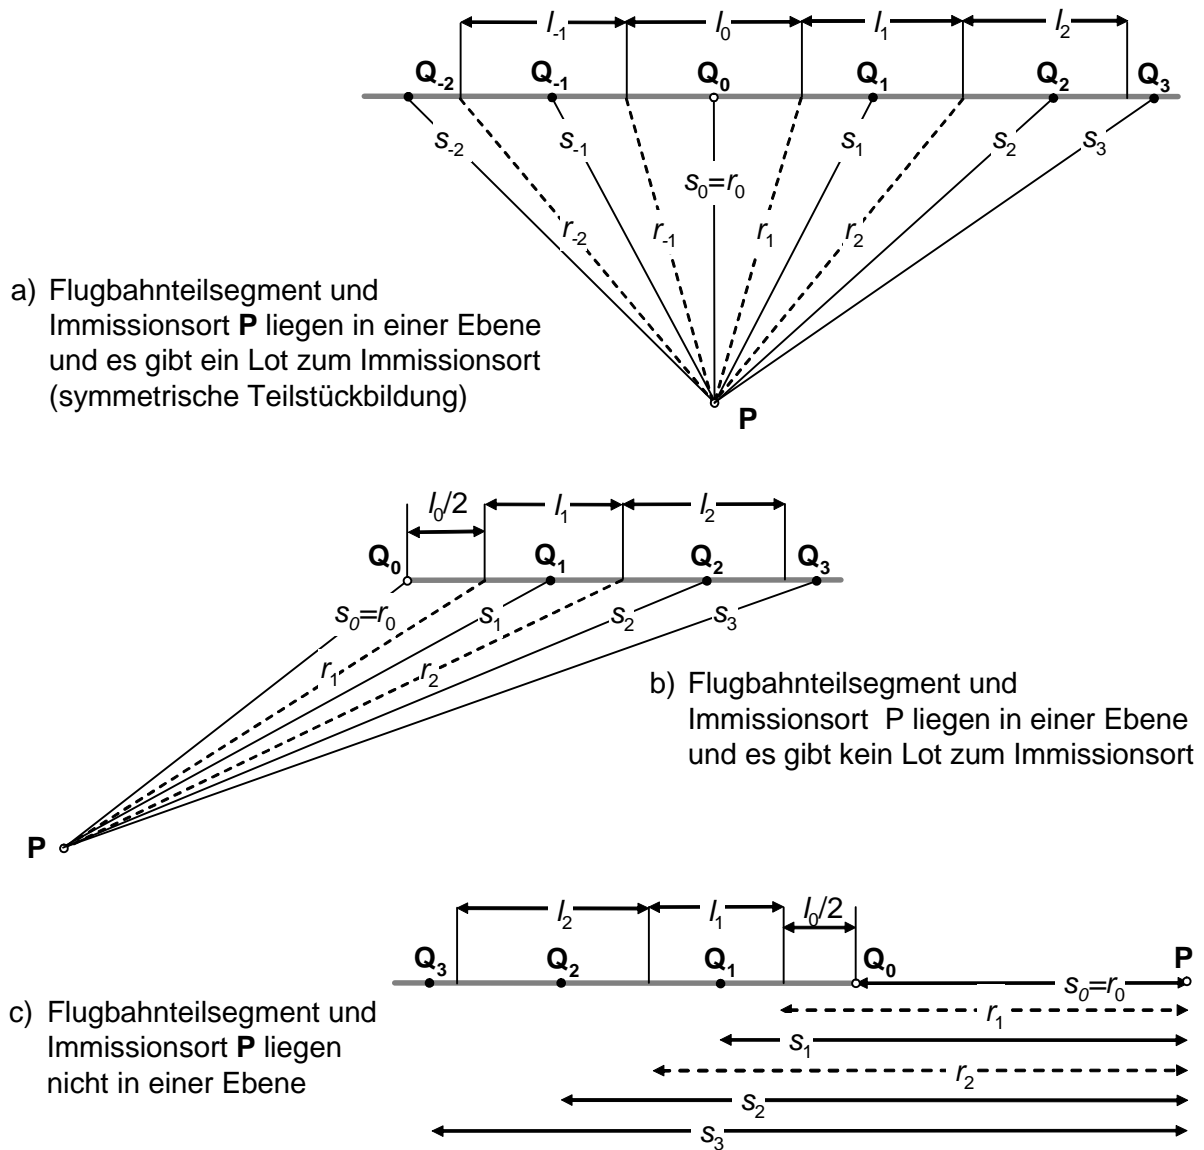 l-1 l0 l1 l2
Q-2 Q-1 Q0 Q1 Q2 Q3
s-2 s-1 s0=r0 s1 s2 s3
r-2 r-1 r1 r2
a) Flugbahnteilsegment und
Immissionsort P liegen in einer Ebene
und es gibt ein Lot zum Immissionsort
(symmetrische Teilstückbildung)
P
l0/2 l1 l2
Q0 Q1 Q2 Q3
s0=r0 s1 s2 s3
r1 r2
b) Flugbahnteilsegment und
Immissionsort P liegen in einer Ebene
und es gibt kein Lot zum Immissionsort
P
l2 l1 l0/2
Q3 Q2 Q1 Q0 P
s0=r0
c) Flugbahnteilsegment und
Immissionsort P liegen
nicht in einer Ebene
r1
s1
r2
s2
s3